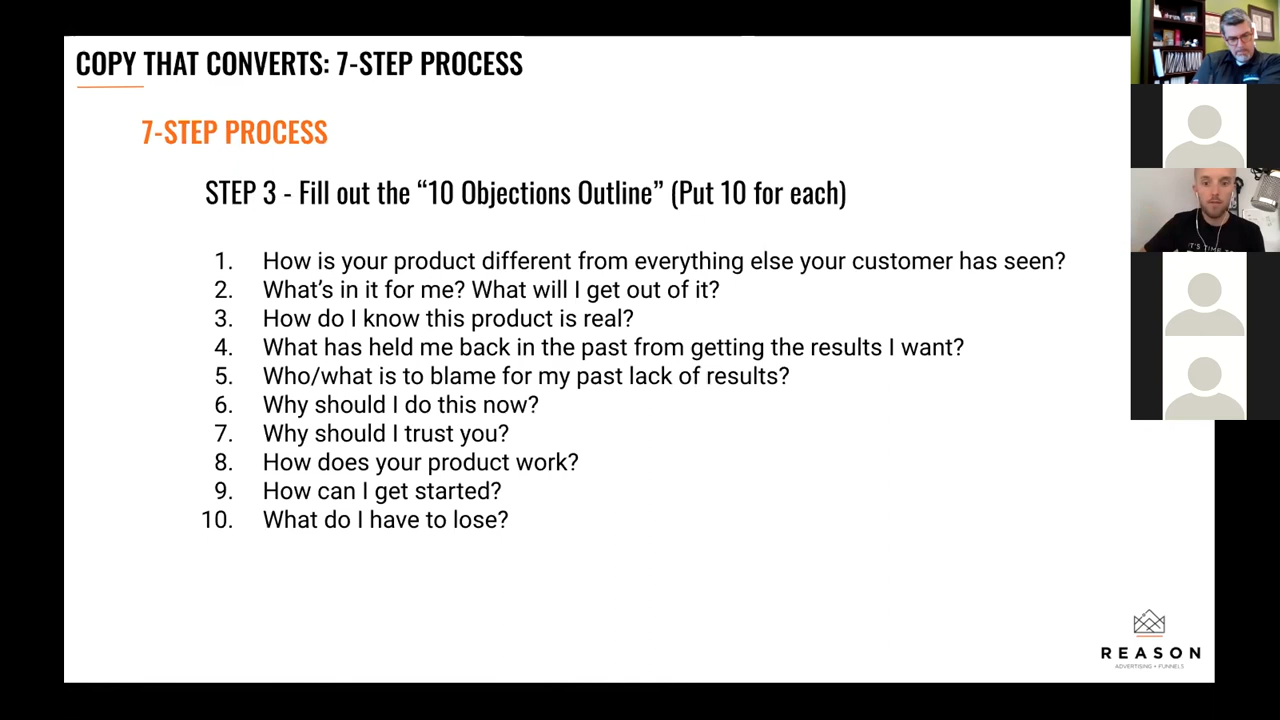 COPY THAT CONVERTS: 7-STEP PROCESS
7-STEP PROCESS
STEP 3 - Fill out the “10 Objections Outline” (Put 10 for each)
1. How is your product different from everything else your customer has seen?
2. What’s in it for me? What will I get out of it?
3. How do I know this product is real?
4. What has held me back in the past from getting the results I want?
5. Who/what is to blame for my past lack of results?
6. Why should I do this now?
7. Why should I trust you?
8. How does your product work?
9. How can I get started?
10. What do I have to lose?
IT'S TIME
REASON
ADVERTISING + FUNNELS